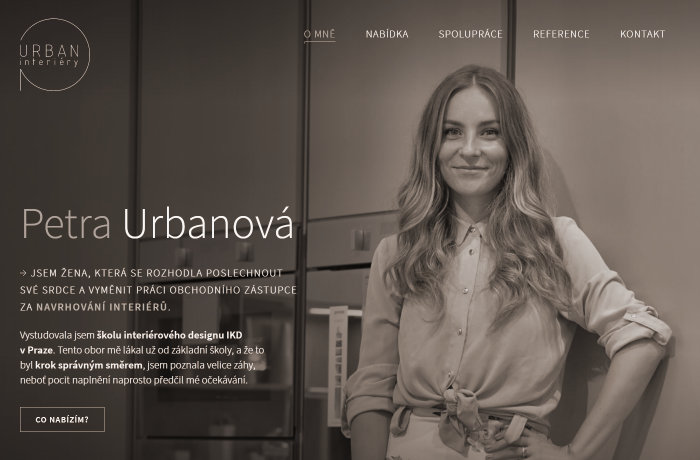 URBAN
interiéry
O MNĚ NABÍDKA SPOLUPRÁCE REFERENCE KONTAKT
Petra Urbanová
→ JSEM ŽENA, KTERÁ SE ROZHODLA POSLECHNOUT
SVÉ SRDCE A VYMĚNIT PRÁCI OBCHODNÍHO ZÁSTUPCE
ZA NAVRHOVÁNÍ INTERIÉRŮ.
Vystudovala jsem školu interiérového designu IKD
v Praze. Tento obor mě lákal už od základní školy, a že to
byl krok správným směrem, jsem poznala velice záhy,
neboť pocit naplnění naprosto předčil mé očekávání.
CO NABÍZÍM?